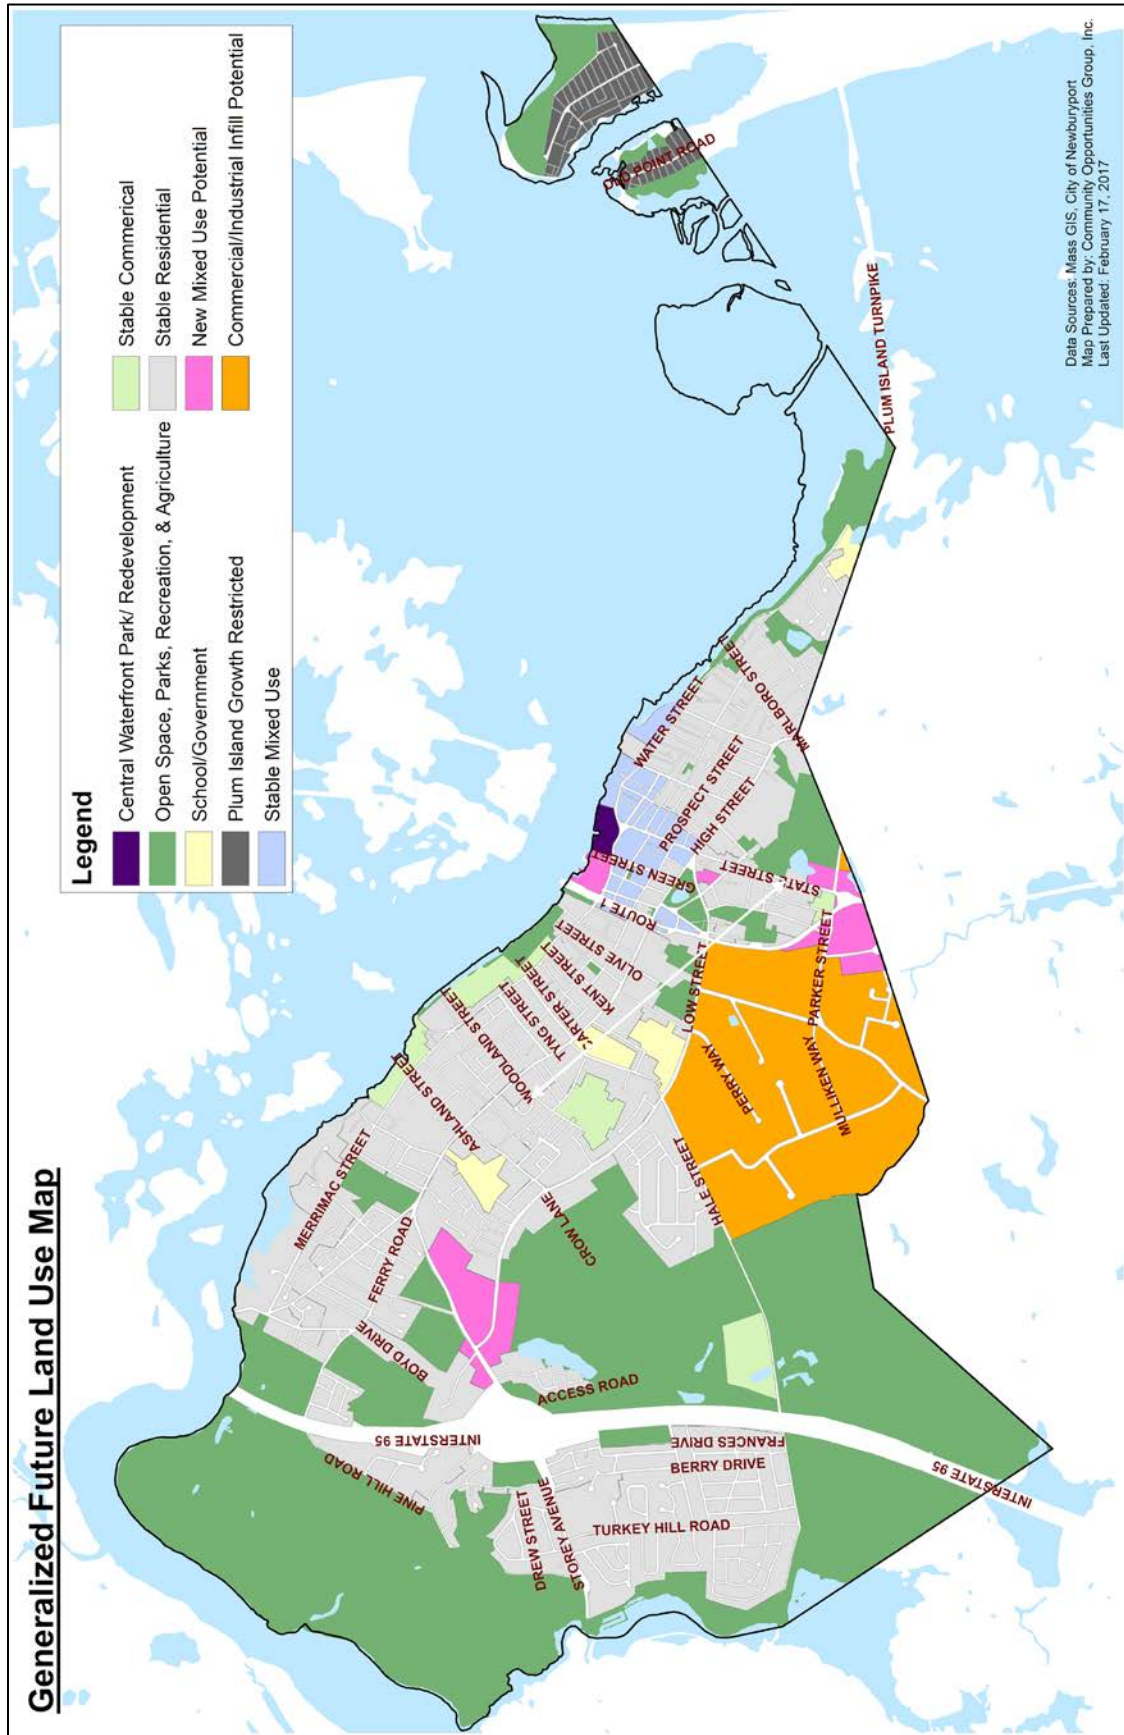 Generalized Future Land Use Map
Legend
Central Waterfront Park/ Redevelopment
Open Space, Parks, Recreation, & Agriculture
School/Government
Plum Island Growth Restricted
Stable Mixed Use
Stable Commerical
Stable Residential
New Mixed Use Potential
Commercial/Industrial Infill Potential
MERRIMAC STREET
ASHLAND STREET
WOODLAND STREET
TYNG STREET
CARTER STREET
KENT STREET
OLIVE STREET
ROUTE 1
GREEN STREET
WATER STREET
PROSPECT STREET
HIGH STREET
STATE STREET
MARLBORO STREET
OLD POINT ROAD
PLUM ISLAND TURNPIKE
PINE HILL ROAD
INTERSTATE 95
BOYD DRIVE
FERRY ROAD
DREW STREET
STOREY AVENUE
ACCESS ROAD
CROW LANE
LOW STREET
HALE STREET
PERRY WAY
MULLIKEN WAY
PARKER STREET
TURKEY HILL ROAD
BERRY DRIVE
FRANCES DRIVE
INTERSTATE 95
Data Sources: Mass GIS, City of Newburyport
Map Prepared by: Community Opportunities Group, Inc.
Last Updated: February 17, 2017